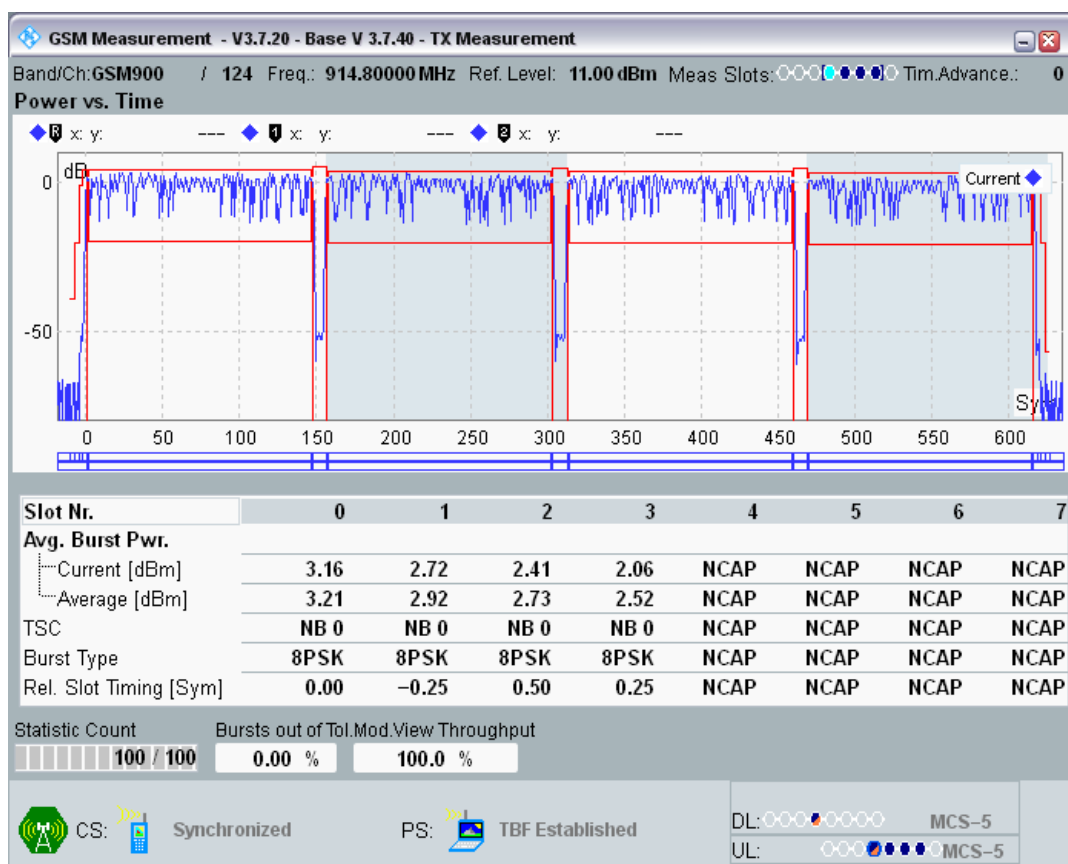 GSM Measurement - V3.7.20 - Base V 3.7.40 - TX Measurement
Band/Ch:GSM900 / 124 Freq.: 914.80000 MHz Ref. Level: 11.00 dBm Meas Slots: Tim.Advance.: 0
Power vs. Time
R x: y: --- 1 x: y: --- 2 x: y: ---
dB
Current
0
-50
Sy
0 50 100 150 200 250 300 350 400 450 500 550 600
Slot Nr. 0 1 2 3 4 5 6 7
Avg. Burst Pwr.
Current [dBm] 3.16 2.72 2.41 2.06 NCAP NCAP NCAP NCAP
Average [dBm] 3.21 2.92 2.73 2.52 NCAP NCAP NCAP NCAP
TSC NB 0 NB 0 NB 0 NB 0 NCAP NCAP NCAP NCAP
Burst Type 8PSK 8PSK 8PSK 8PSK NCAP NCAP NCAP NCAP
Rel. Slot Timing [Sym] 0.00 −0.25 0.50 0.25 NCAP NCAP NCAP NCAP
Statistic Count Bursts out of Tol. Mod.View Throughput
100 / 100 0.00 % 100.0 %
CS: Synchronized PS: TBF Established DL: MCS−5
UL: MCS−5